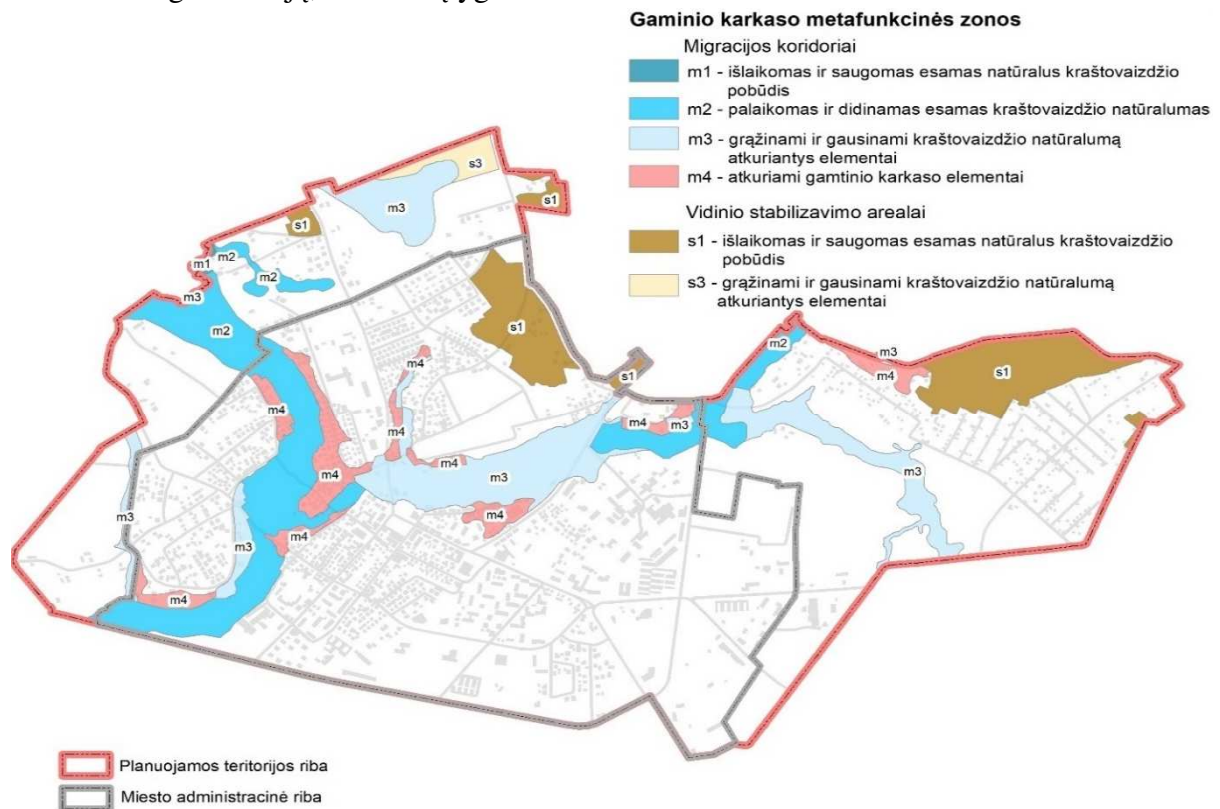 Gaminio karkaso metafunkcinės zonos
Migracijos koridoriai
m1 - išlaikomas ir saugomas esamas natūralus kraštovaizdžio
pobūdis
m2 - palaikomas ir didinamas esamas kraštovaizdžio natūralumas
m3 - grąžinami ir gausinami kraštovaizdžio natūralumą
atkuriantys elementai
m4 - atkuriami gamtinio karkaso elementai
Vidinio stabilizavimo arealai
s1 - išlaikomas ir saugomas esamas natūralus kraštovaizdžio
pobūdis
s3 - grąžinami ir gausinami kraštovaizdžio natūralumą
atkuriantys elementai
s3
s1
m3
s1
m2
m1
m2
m3
m2
s1
m2
m3
m4
s1
m4
s1
m4
m4
m4
m3
m4
m4
m3
m3
m4
m3
m4
m3
m4
m4
Planuojamos teritorijos riba
Miesto administracinė riba